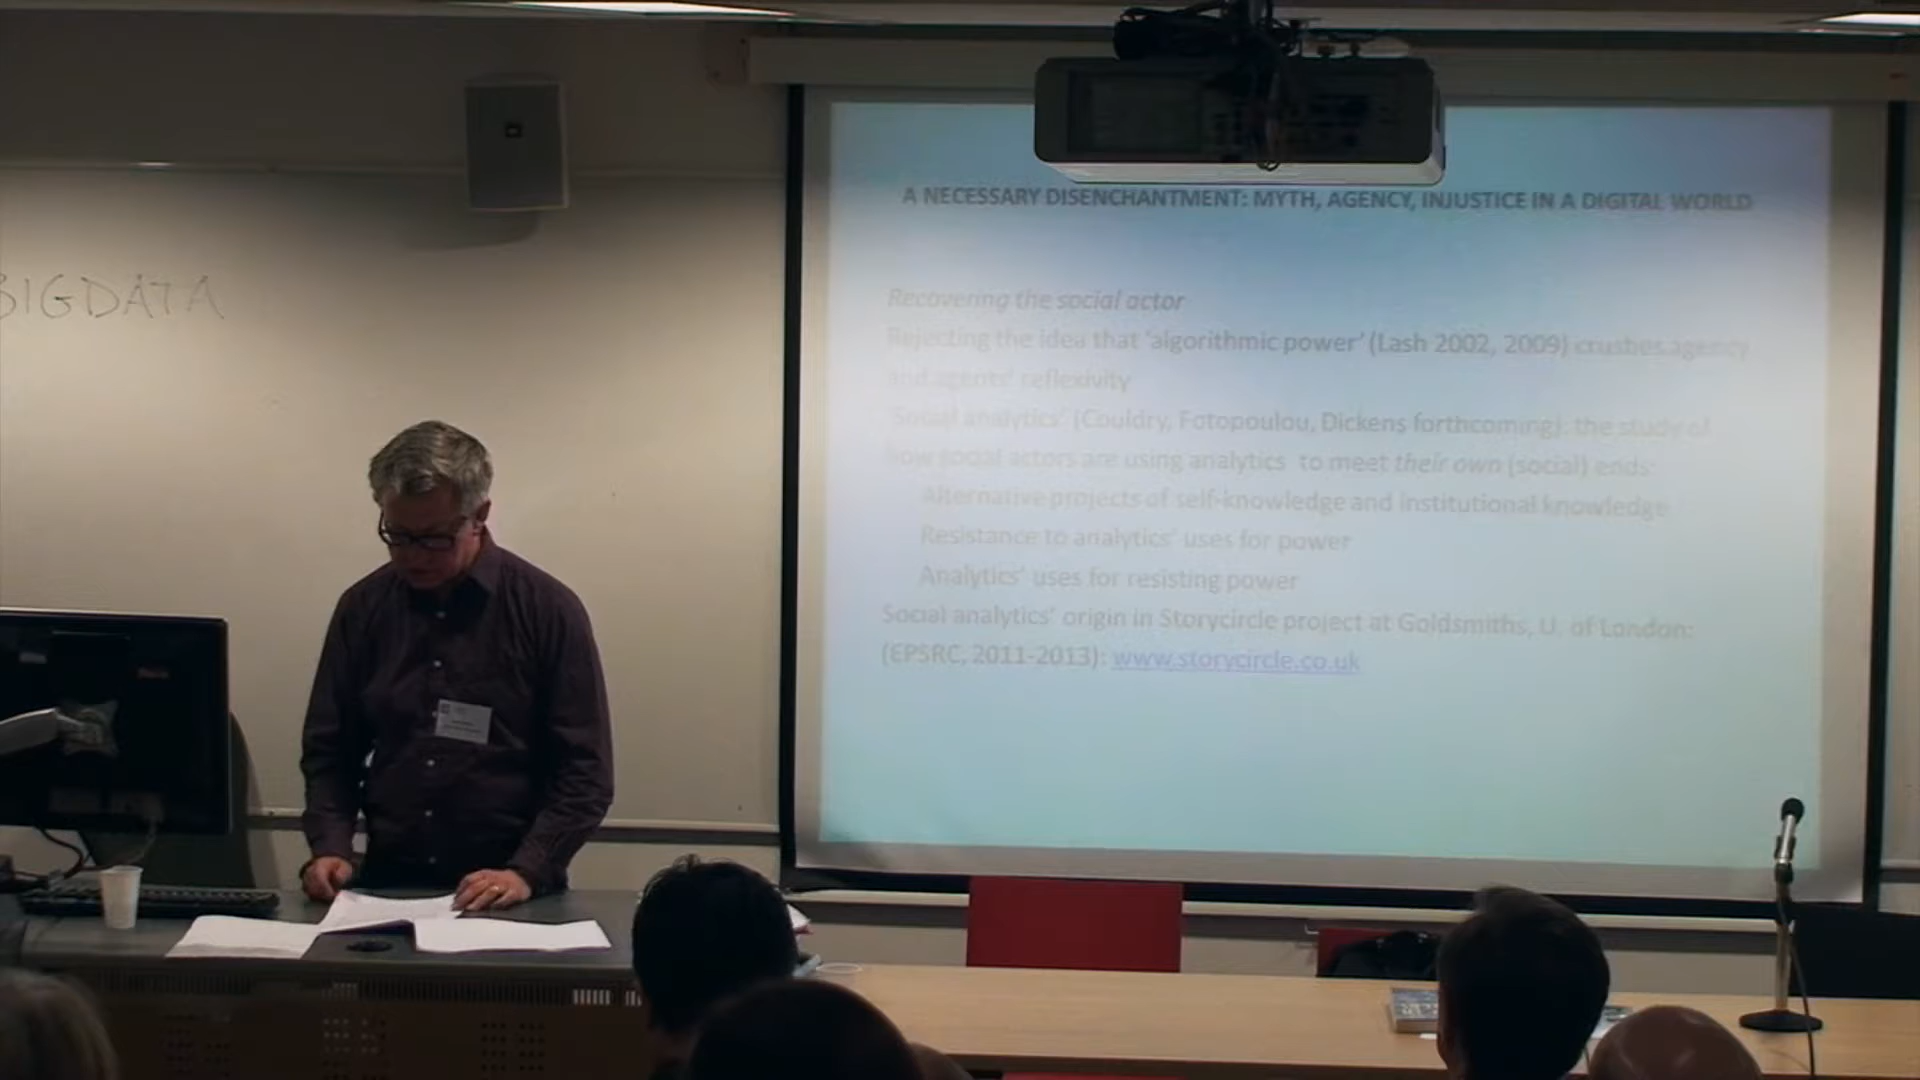 BIGDATA
A NECESSARY DISENCHANTMENT: MYTH, AGENCY, INJUSTICE IN A DIGITAL WORLD
Recovering the social actor
Rejecting the idea that 'algorithmic power' (Lash 2002, 2009) crushes agency
and agents' reflexivity
'Social analytics' (Couldry, Fotopoulou, Dickens forthcoming): the study of
how social actors are using analytics to meet their own (social) ends:
Alternative projects of self-knowledge and institutional knowledge
Resistance to analytics' uses for power
Analytics' uses for resisting power
Social analytics' origin in Storycircle project at Goldsmiths, U. of London:
(EPSRC, 2011-2013): www.storycircle.co.uk